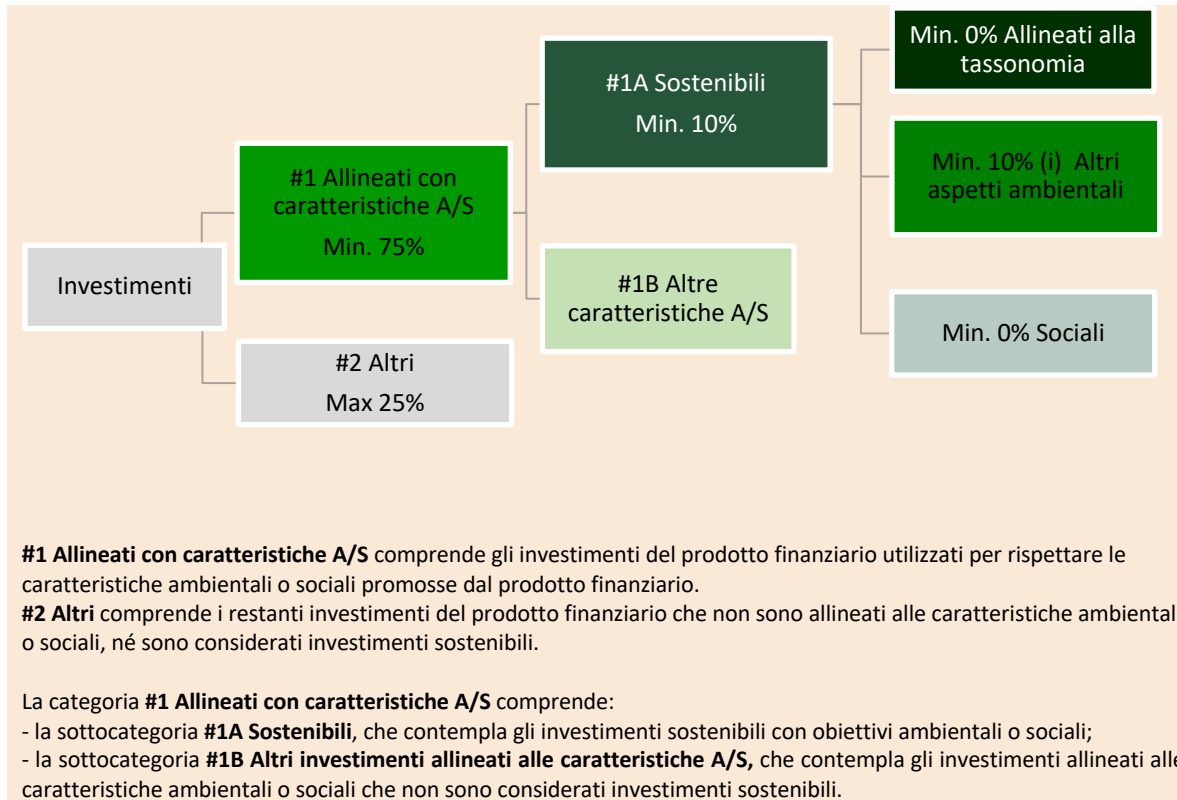 Investimenti
#1 Allineati con
caratteristiche A/S
Min. 75%
#2 Altri
Max 25%
#1A Sostenibili
Min. 10%
#1B Altre
caratteristiche A/S
Min. 0% Allineati alla
tassonomia
Min. 10% (i) Altri
aspetti ambientali
Min. 0% Sociali
#1 Allineati con caratteristiche A/S comprende gli investimenti del prodotto finanziario utilizzati per rispettare le
caratteristiche ambientali o sociali promosse dal prodotto finanziario.
#2 Altri comprende i restanti investimenti del prodotto finanziario che non sono allineati alle caratteristiche ambental
o sociali, né sono considerati investimenti sostenibili.
La categoria #1 Allineati con caratteristiche A/S comprende:
- la sottocategoria #1A Sostenibili, che contempla gli investimenti sostenibili con obiettivi ambientali o sociali;
- la sottocategoria #1B Altri investimenti allineati alle caratteristiche A/S, che contempla gli investimenti allineati alle
caratteristiche ambientali o sociali che non sono considerati investimenti sostenibili.